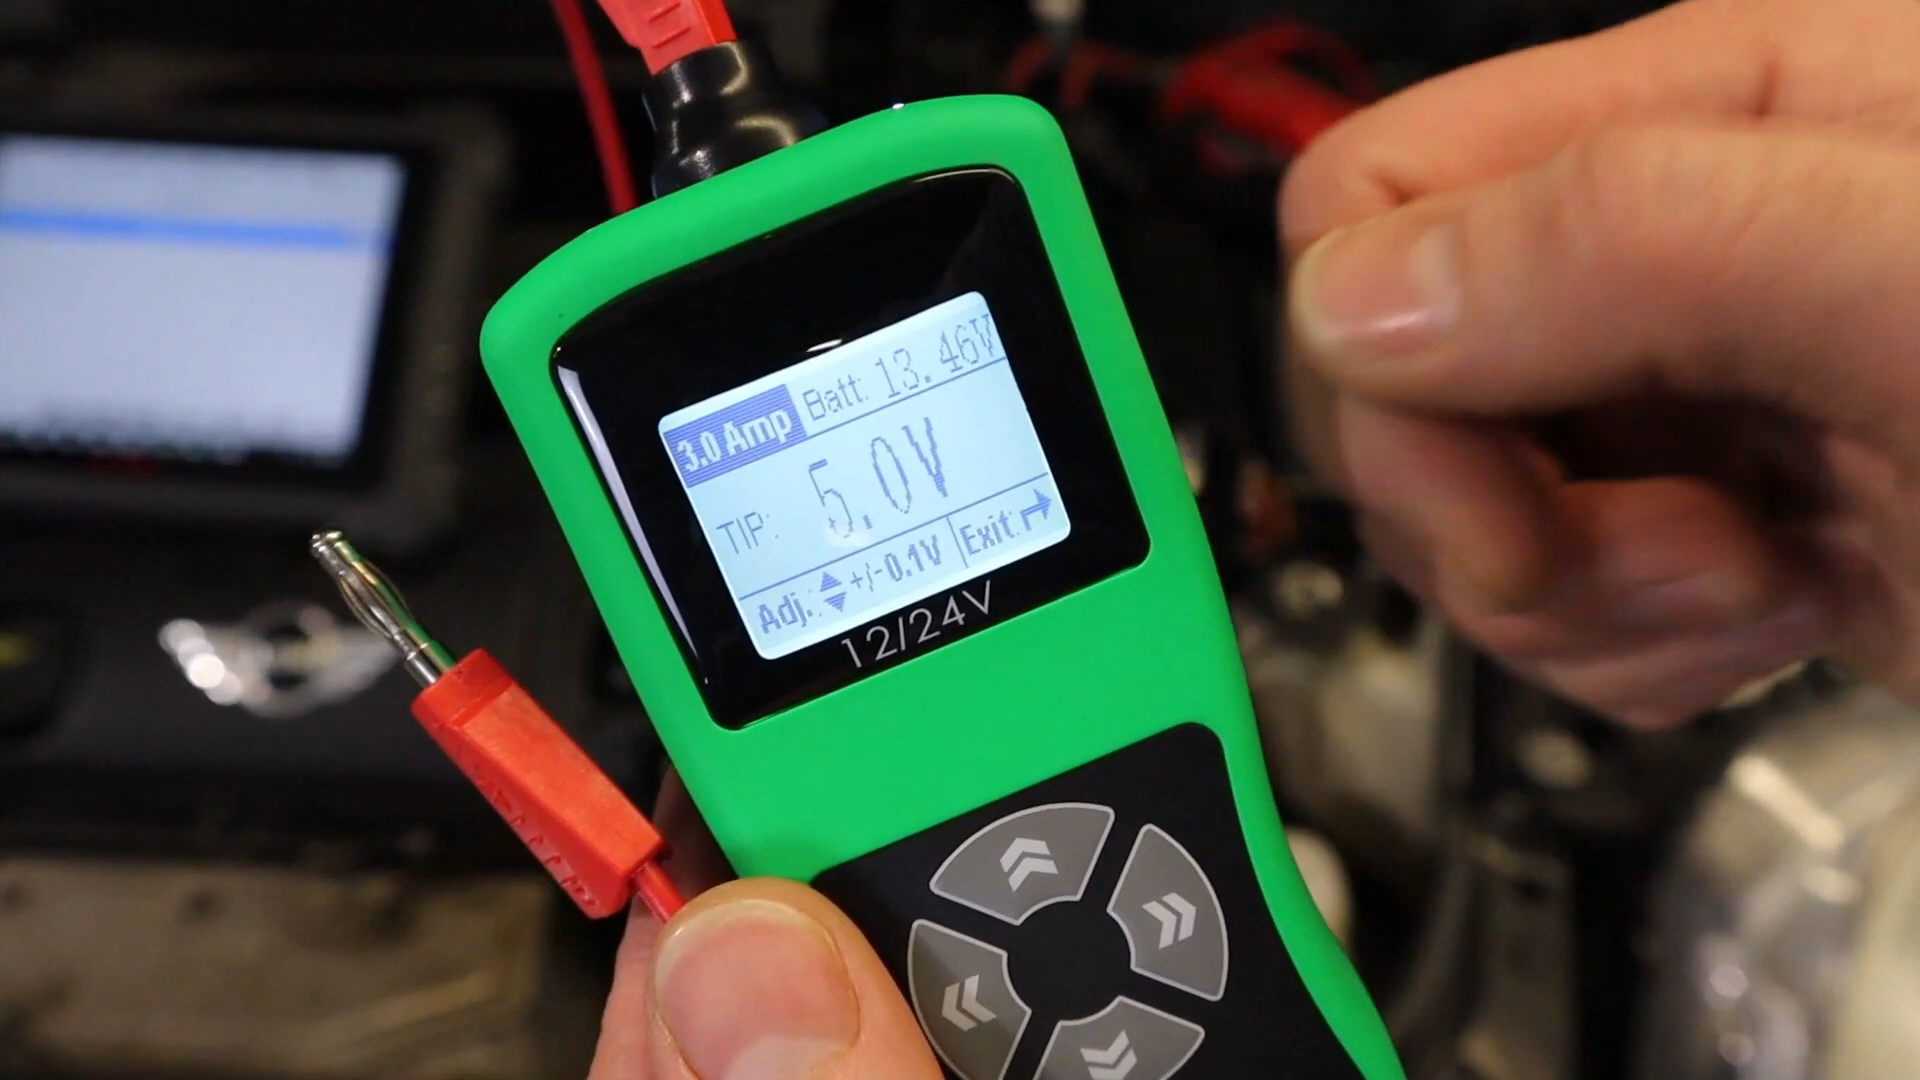 3.0 Amp Batt: 13.46V
TIP: 5.0V
Adj.: +/-0.1V Exit:
12/24V